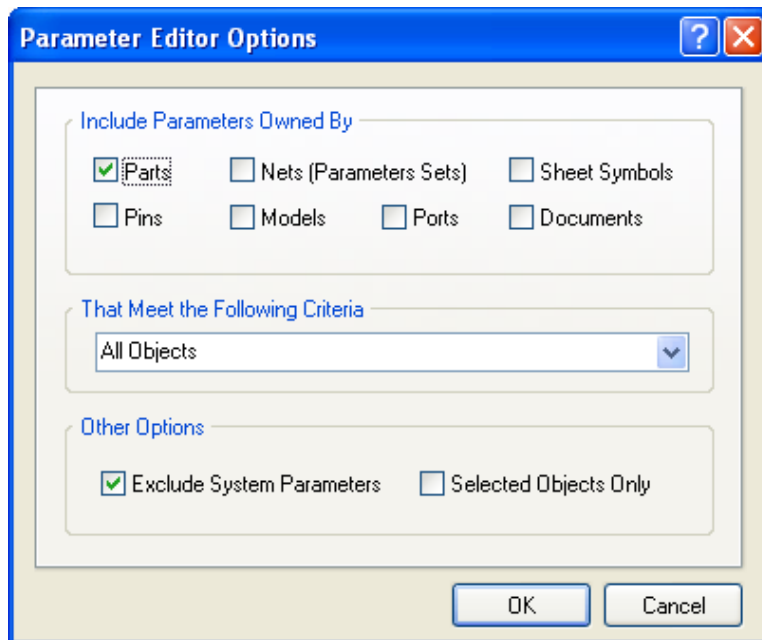 Parameter Editor Options
Include Parameters Owned By
Parts Nets (Parameters Sets) Sheet Symbols
Pins Models Ports Documents
That Meet the Following Criteria
All Objects
Other Options
Exclude System Parameters Selected Objects Only
OK Cancel